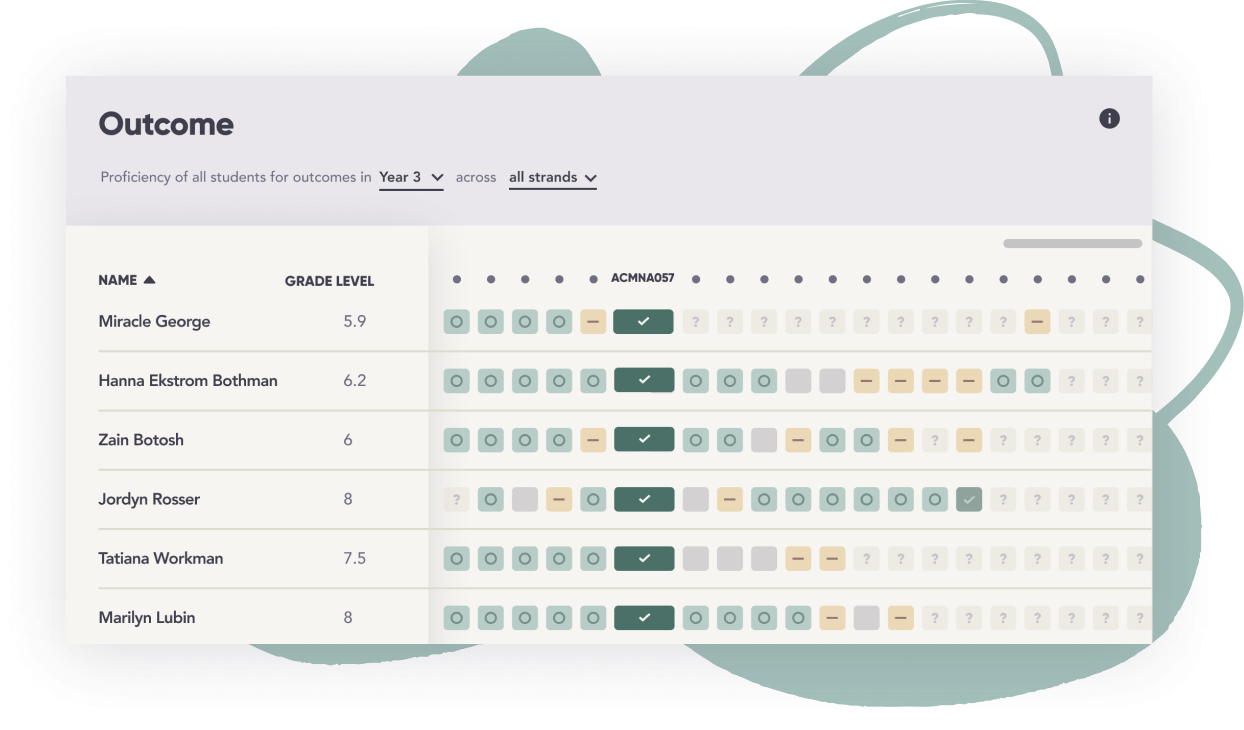 Outcome
Proficiency of all students for outcomes in Year 3 across all strands
NAME GRADE LEVEL ACMNA057
Miracle George 5.9 ? ? ? ? ? ? ? ? ? ? ? ? ?
Hanna Ekstrom Bothman 6.2 ? ? ?
Zain Botosh 6 ? ? ? ? ? ?
Jordyn Rosser 8 ? ? ? ? ? ?
Tatiana Workman 7.5 ? ? ? ? ? ? ? ? ?
Marilyn Lubin 8 ? ? ? ? ? ? ?